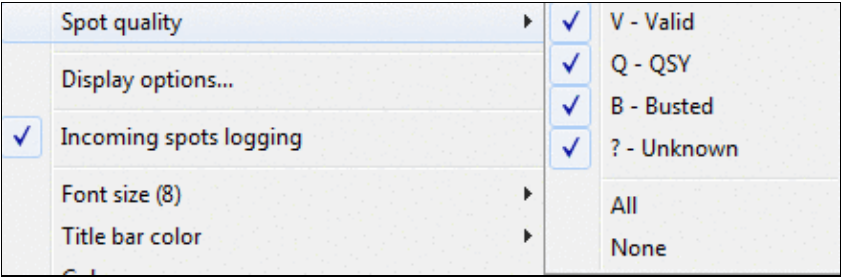 Spot quality
Display options...
Incoming spots logging
Font size (8)
Title bar color
V - Valid
Q - QSY
B - Busted
? - Unknown
All
None